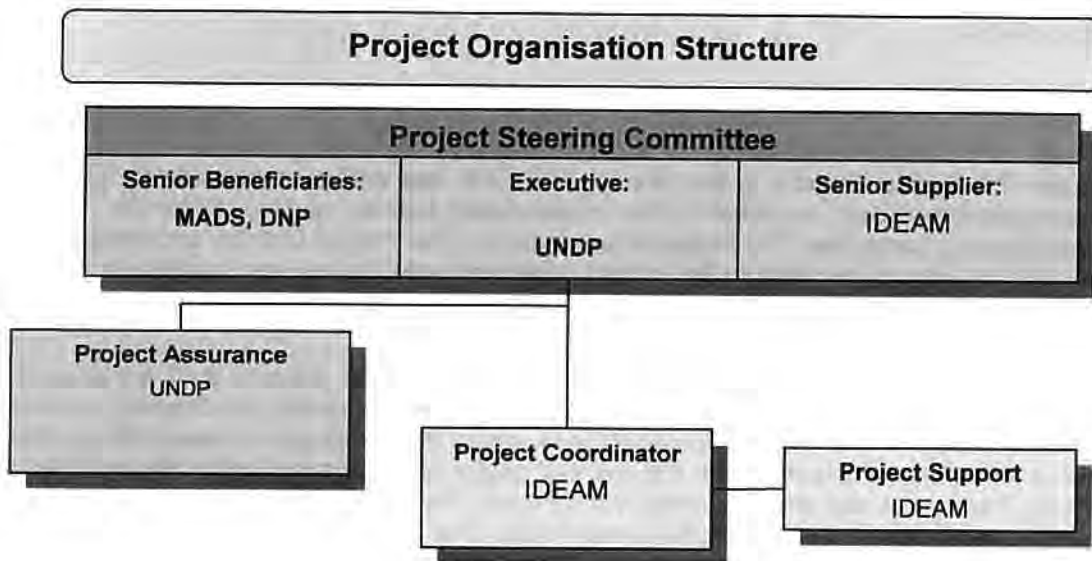 Project Organisation Structure
Project Steering Committee
Senior Beneficiaries:
MADS, DNP
Executive:
UNDP
Senior Supplier:
IDEAM
Project Assurance
UNDP
Project Coordinator
IDEAM
Project Support
IDEAM